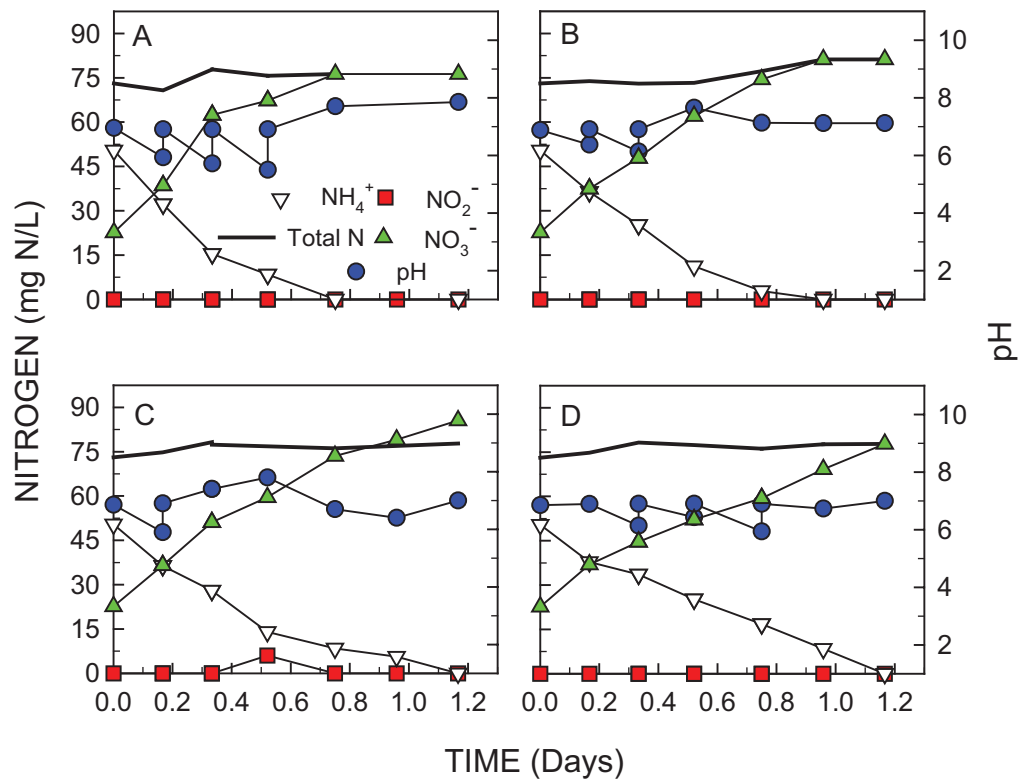 A
B
90
75
60
45
30
15
0
10
8
6
4
2
NH₄⁺ NO₂⁻
Total N NO₃⁻
pH
NITROGEN (mg N/L)
pH
C
D
90
75
60
45
30
15
0
10
8
6
4
2
0.0 0.2 0.4 0.6 0.8 1.0 1.2 0.0 0.2 0.4 0.6 0.8 1.0 1.2
TIME (Days)